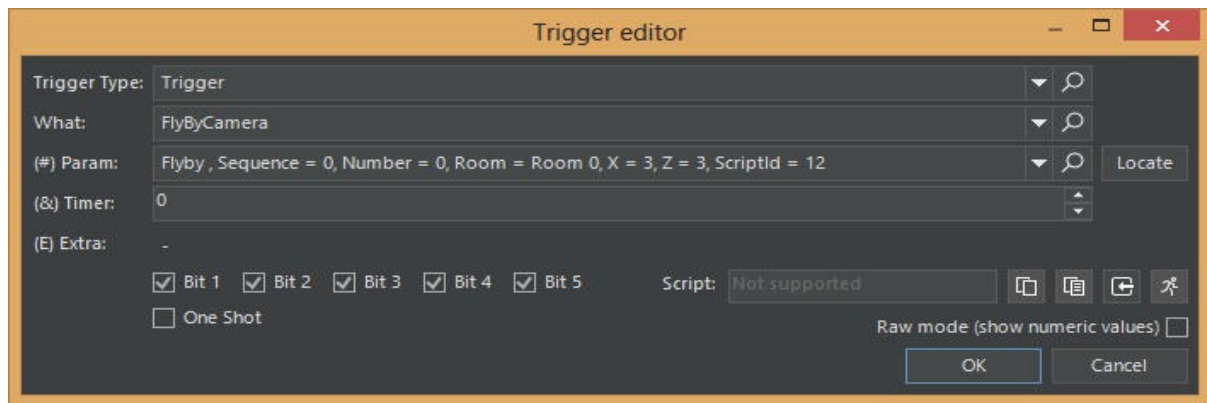 Trigger editor
Trigger Type: Trigger
What: FlyByCamera
(#) Param: Flyby , Sequence = 0, Number = 0, Room = Room 0, X = 3, Z = 3, ScriptId = 12 Locate
(&) Timer: 0
(E) Extra: -
Bit 1 Bit 2 Bit 3 Bit 4 Bit 5 Script: Not supported
One Shot
Raw mode (show numeric values)
OK Cancel